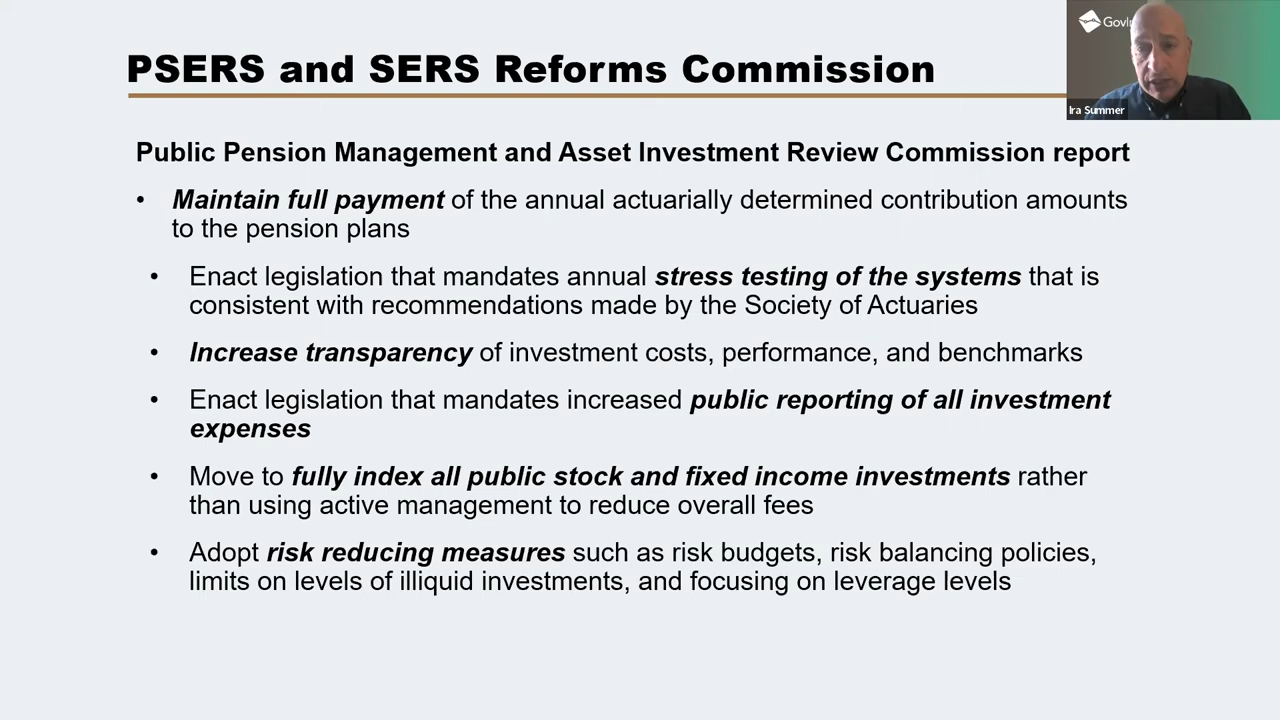 PSERS and SERS Reforms Commission
Ira Summer
Public Pension Management and Asset Investment Review Commission report
• Maintain full payment of the annual actuarially determined contribution amounts
to the pension plans
• Enact legislation that mandates annual stress testing of the systems that is
consistent with recommendations made by the Society of Actuaries
• Increase transparency of investment costs, performance, and benchmarks
• Enact legislation that mandates increased public reporting of all investment
expenses
• Move to fully index all public stock and fixed income investments rather
than using active management to reduce overall fees
• Adopt risk reducing measures such as risk budgets, risk balancing policies,
limits on levels of illiquid investments, and focusing on leverage levels